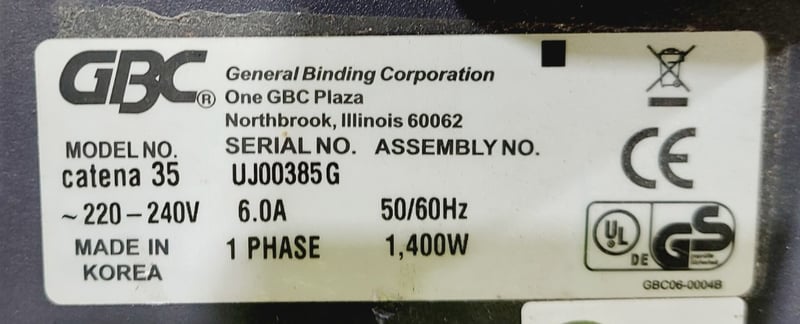 GBC®
General Binding Corporation
One GBC Plaza
Northbrook, Illinois 60062
MODEL NO. SERIAL NO. ASSEMBLY NO.
catena 35 UJ00385G
~220-240V 6.0A 50/60Hz
MADE IN KOREA 1 PHASE 1,400W
CE
UL DE GS
geprüfte Sicherheit
GBC06-0004B